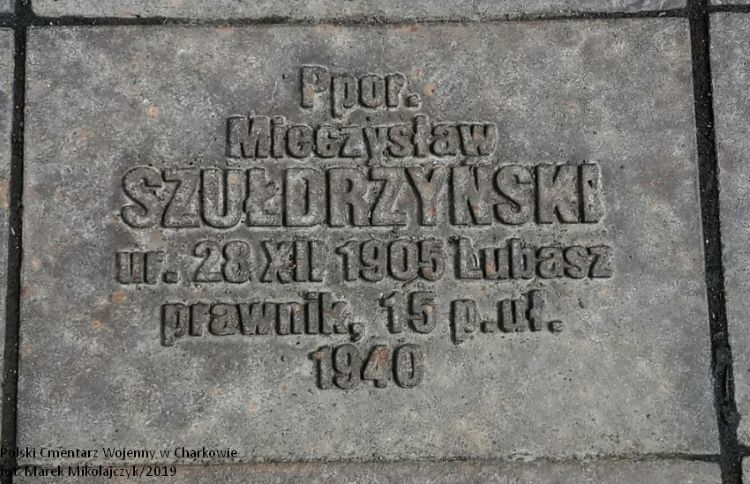 Ppor.
Mieczysław
SZUŁDRZYŃSKI
ur. 28 XII 1905 Lubasz
prawnik, 15 p.uł.
1940
Polski Cmentarz Wojenny w Charkowie
fot. Marek Mikołajczyk/2019